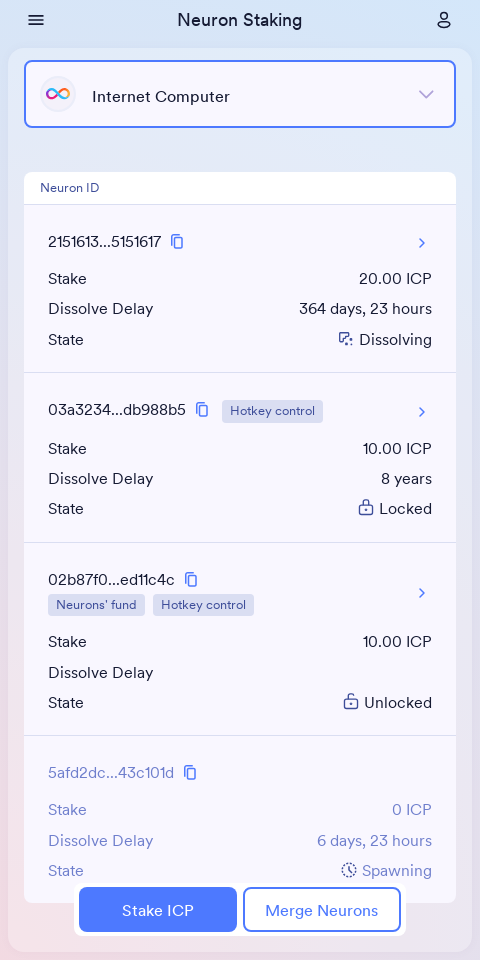 Neuron Staking
Internet Computer
Neuron ID
2151613...5151617
Stake 20.00 ICP
Dissolve Delay 364 days, 23 hours
State Dissolving
03a3234...db988b5 Hotkey control
Stake 10.00 ICP
Dissolve Delay 8 years
State Locked
02b87f0...ed11c4c
Neurons' fund Hotkey control
Stake 10.00 ICP
Dissolve Delay
State Unlocked
5afd2dc...43c101d
Stake 0 ICP
Dissolve Delay 6 days, 23 hours
State Spawning
Stake ICP Merge Neurons